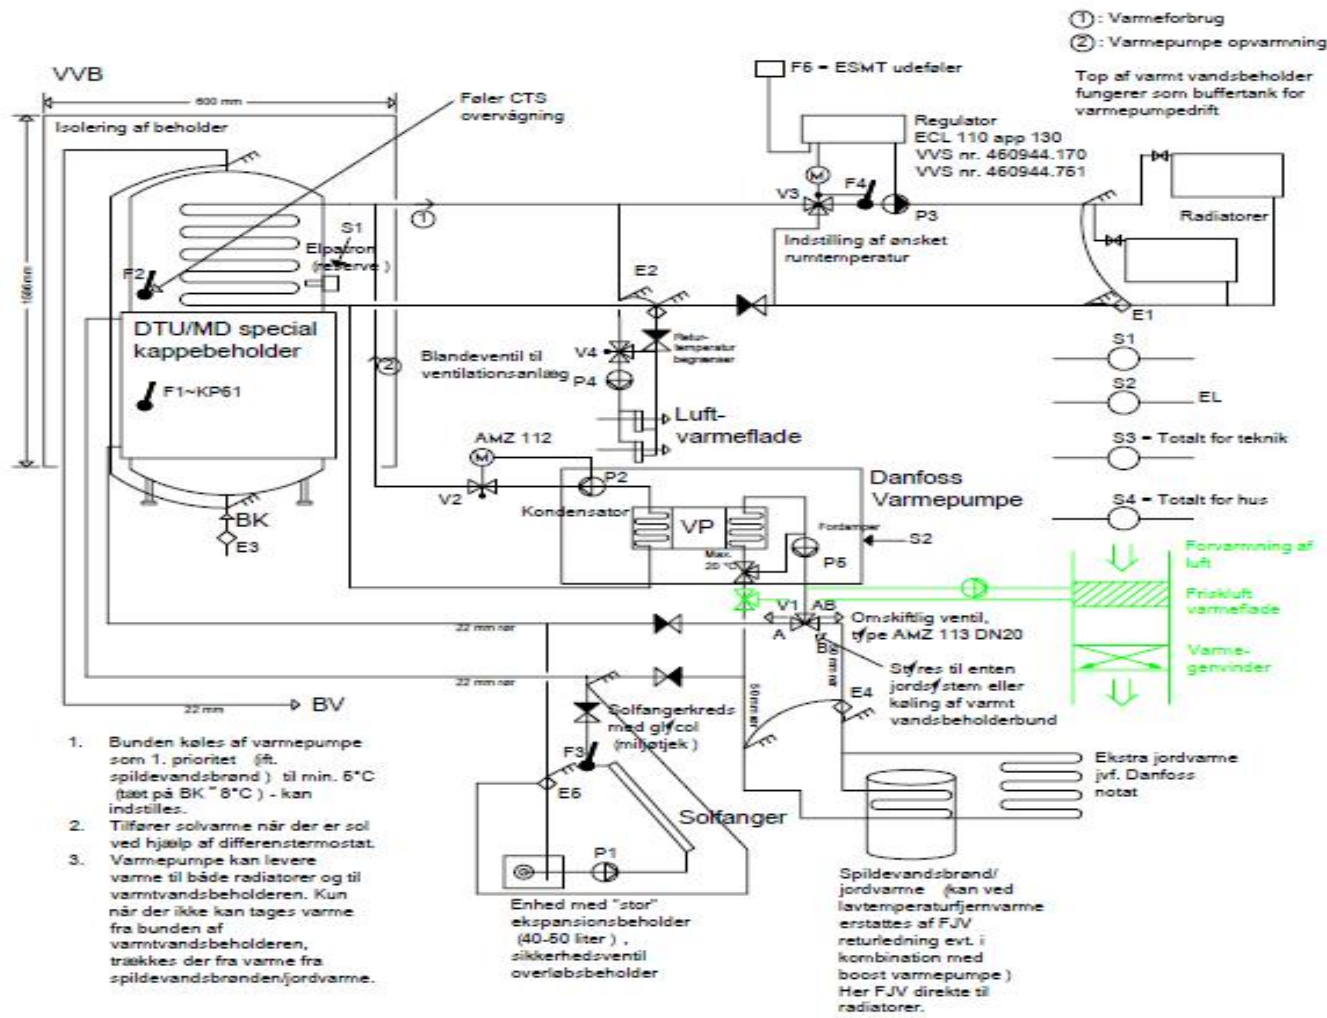 1 : Varmeforbrug
2 : Varmepumpe opvarmning
Top af varmt vandsbeholder
fungerer som buffertank for
varmepumpedrift
VVB
600 mm
Isolering af beholder
Føler CTS
overvågning
F6 = ESMT udeføler
Regulator
ECL 110 app 130
VVS nr. 460944.170
VVS nr. 460944.761
M
V3
F4
P3
1
Radiatorer
Indstilling af ønsket
rumtemperatur
S1
Elpatron
(reserve )
F2
E2
E1
DTU/MD special
kappebeholder
F1~KP61
2
Blandeventil til
ventilationsanlæg
V4
P4
Retur-
temperatur
begrænser
Luft-
varmeflade
S1
S2
EL
S3 = Totalt for teknik
S4 = Totalt for hus
AMZ 112
M
V2
P2
Kondensator
VP
Fordamper
Max.
20 °C
P5
S2
Danfoss
Varmepumpe
BK
E3
Forvarmning af
luft
Friskluft
varmeflade
Varme-
genvinder
V1
AB
A
B
Omskiftlig ventil,
type AMZ 113 DN20
22 mm rør
22 mm rør
22 mm
BV
Styres til enten
jordsystem eller
køling af varmt
vandsbeholderbund
E4
Solfangerkreds
med glycol
(miljøtjek )
F3
E5
Solfanger
P1
Ekstra jordvarme
jvf. Danfoss
notat
1. Bunden køles af varmepumpe
som 1. prioritet (ift.
spildevandsbrønd ) til min. 5°C
(tæt på BK ~ 8°C ) - kan
indstilles.
2. Tilfører solvarme når der er sol
ved hjælp af differenstermostat.
3. Varmepumpe kan levere
varme til både radiatorer og til
varmtvandsbeholderen. Kun
når der ikke kan tages varme
fra bunden af
varmtvandsbeholderen,
trækkes der fra varme fra
spildevandsbrønden/jordvarme.
Enhed med "stor"
ekspansionsbeholder
(40-50 liter ) ,
sikkerhedsventil
overløbsbeholder
Spildevandsbrønd/
jordvarme (kan ved
lavtemperaturfjernvarme
erstattes af FJV
returledning evt. i
kombination med
boost varmepumpe )
Her FJV direkte til
radiatorer.